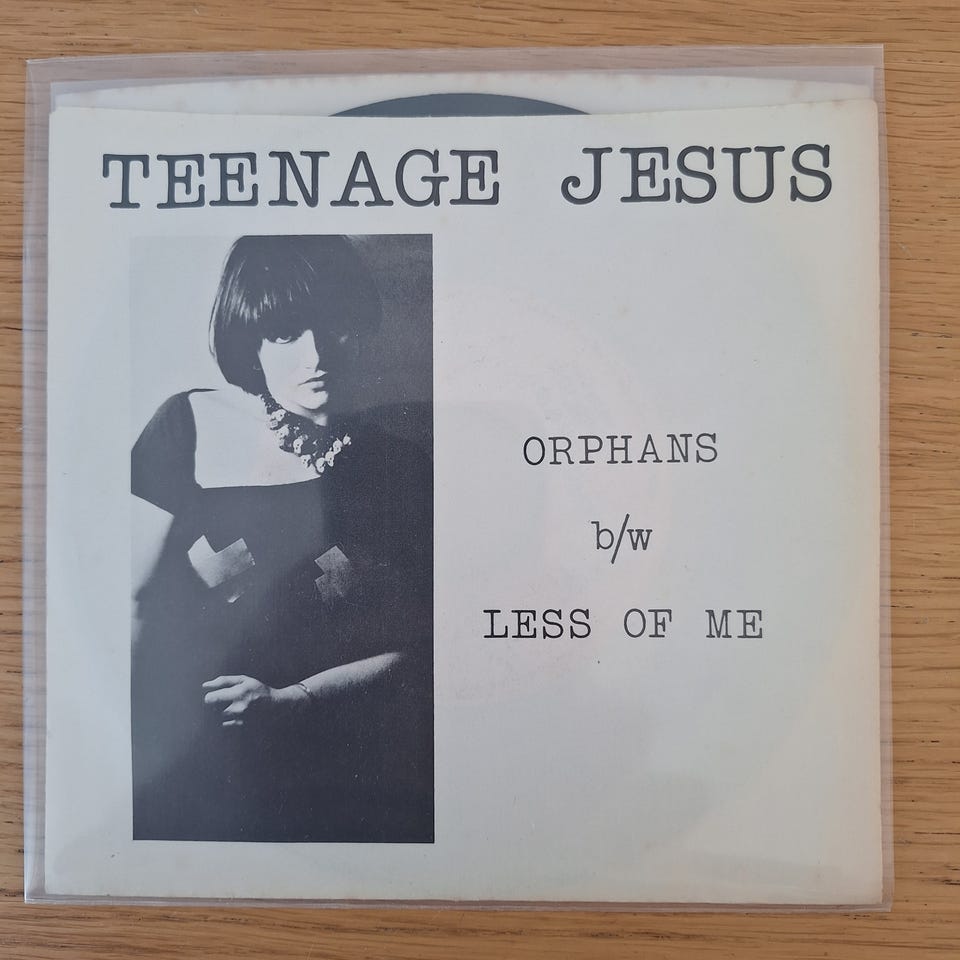 TEENAGE JESUS
ORPHANS
b/w
LESS OF ME